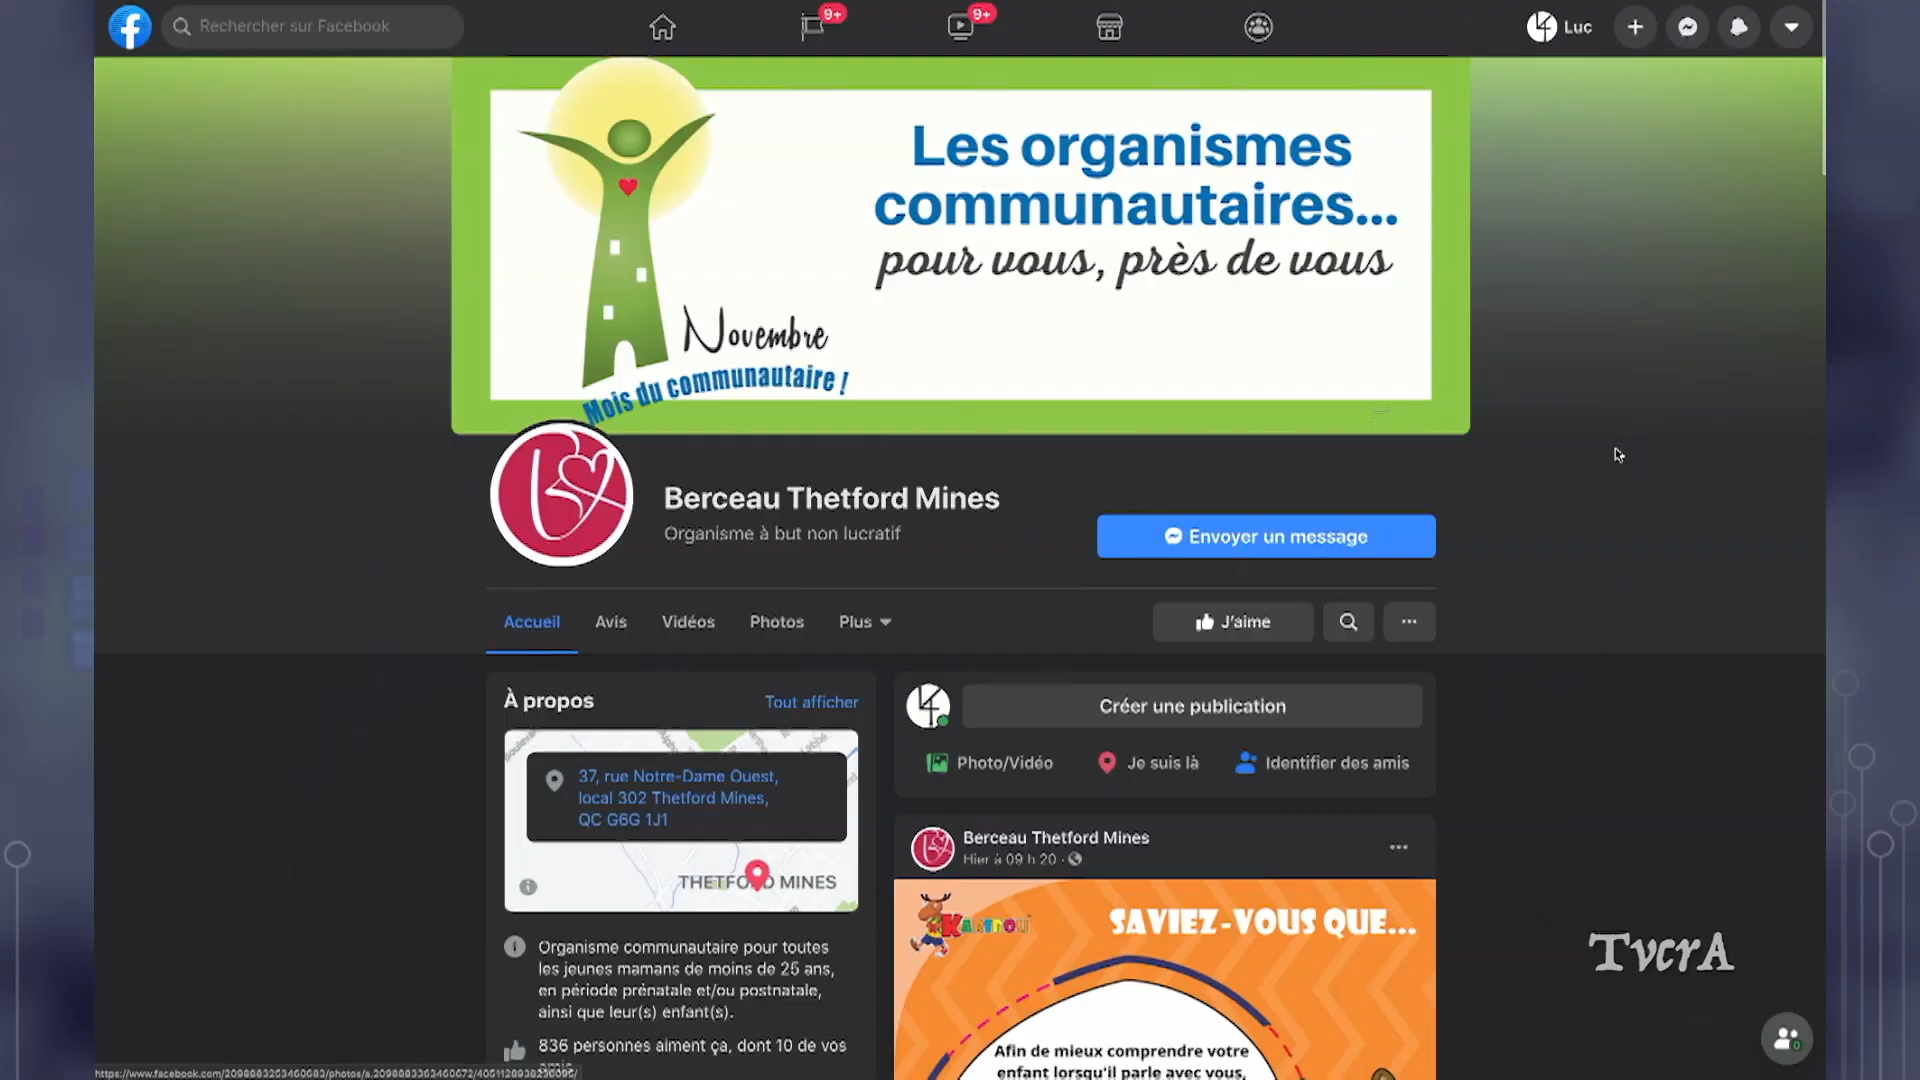 Rechercher sur Facebook
9+
9+
Luc
Les organismes
communautaires...
pour vous, près de vous
Novembre
Mois du communautaire !
Berceau Thetford Mines
Organisme à but non lucratif
Envoyer un message
Accueil
Avis
Vidéos
Photos
Plus
J'aime
À propos
Tout afficher
37, rue Notre-Dame Ouest,
local 302 Thetford Mines,
QC G6G 1J1
THETFORD MINES
Organisme communautaire pour toutes
les jeunes mamans de moins de 25 ans,
en période prénatale et/ou postnatale,
ainsi que leur(s) enfant(s).
836 personnes aiment ça, dont 10 de vos
amis
Créer une publication
Photo/Vidéo
Je suis là
Identifier des amis
Berceau Thetford Mines
Hier à 09 h 20
SAVIEZ-VOUS QUE...
Afin de mieux comprendre votre
enfant lorsqu'il parle avec vous,
TvcrA
0